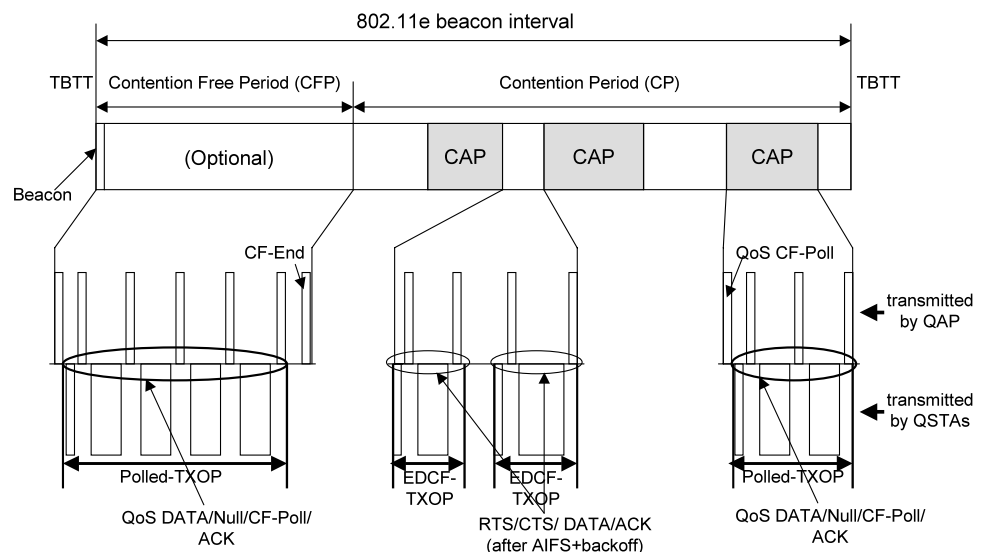 802.11e beacon interval
TBTT
Contention Free Period (CFP)
Contention Period (CP)
TBTT
(Optional)
CAP
CAP
CAP
Beacon
CF-End
QoS CF-Poll
transmitted
by QAP
transmitted
by QSTAs
Polled-TXOP
EDCF-
TXOP
EDCF-
TXOP
Polled-TXOP
QoS DATA/Null/CF-Poll/
ACK
RTS/CTS/ DATA/ACK
(after AIFS+backoff)
QoS DATA/Null/CF-Poll/
ACK